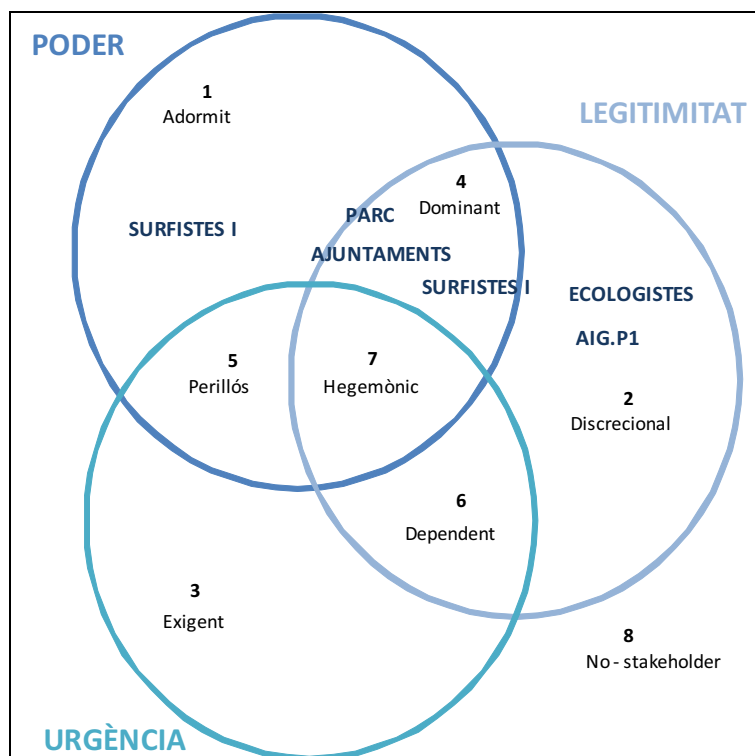 PODER
1
Adormit
LEGITIMITAT
4
Dominant
PARC
SURFISTES I
AJUNTAMENTS
SURFISTES I
ECOLOGISTES
AIG.P1
5
Perillós
7
Hegemònic
2
Discrecional
6
Dependent
3
Exigent
8
No - stakeholder
URGÈNCIA